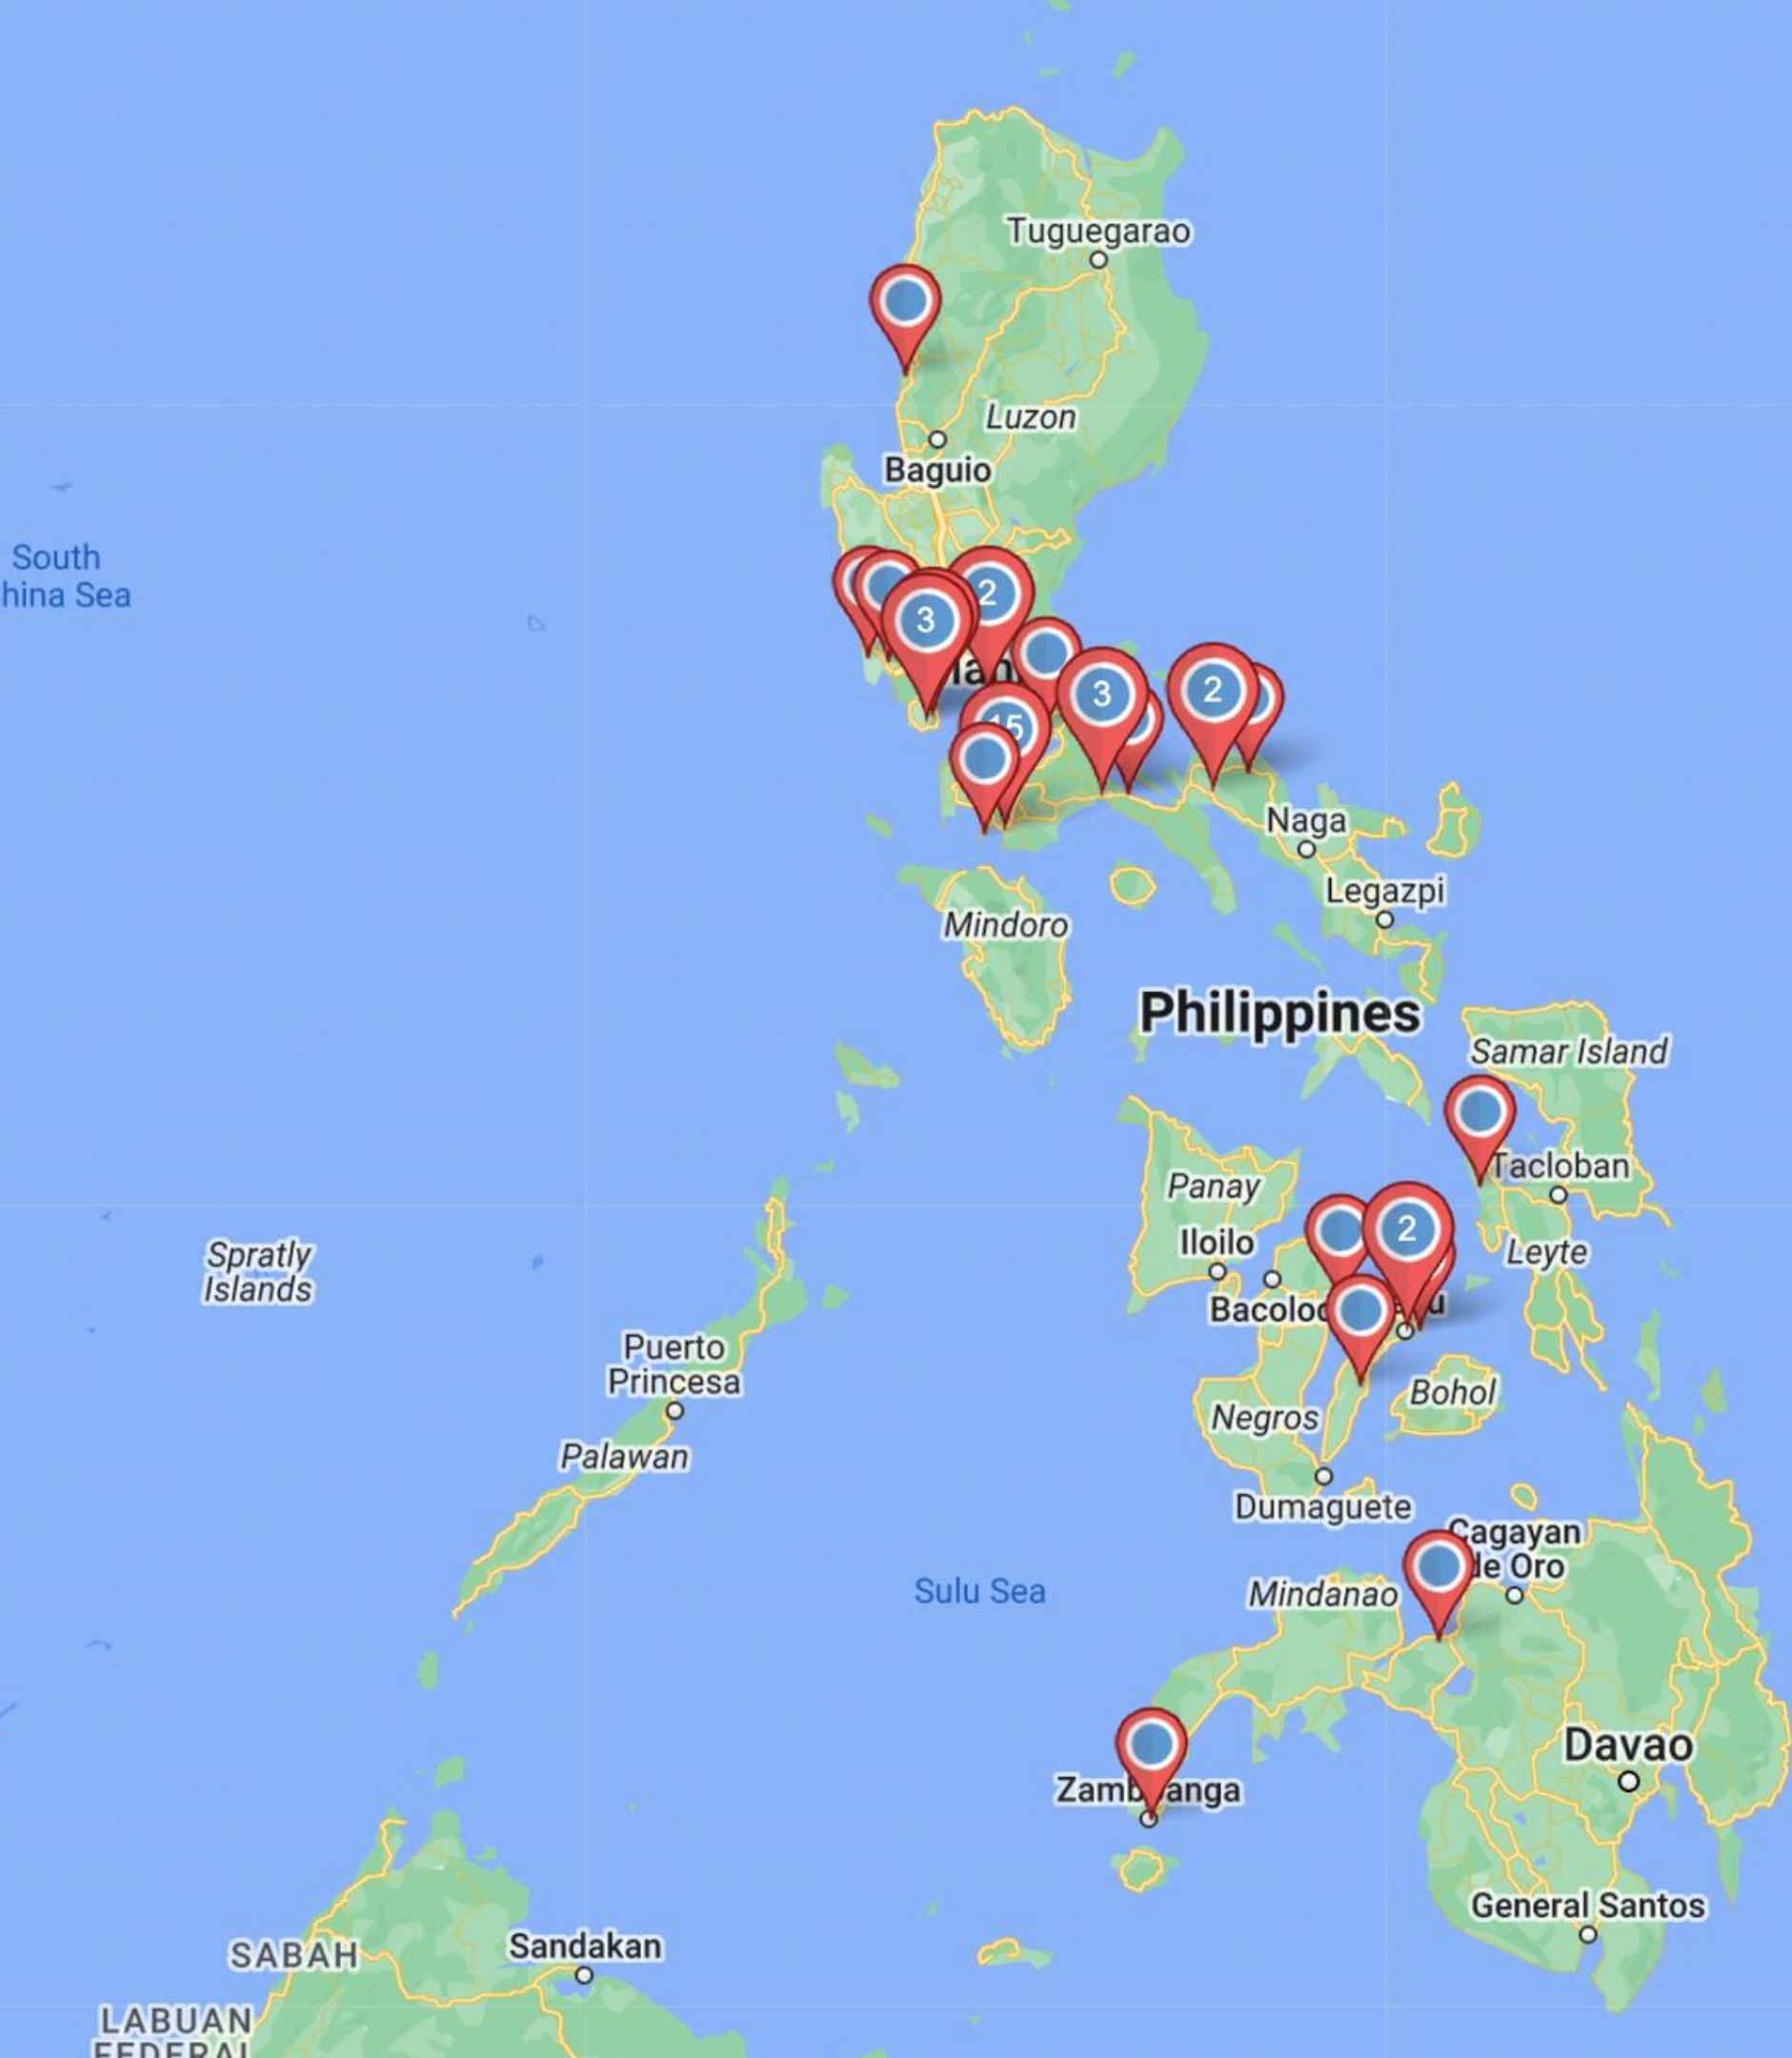 Tuguegarao
Luzon
Baguio
South
hina Sea
2
3
3
2
15
Naga
Legazpi
Mindoro
Philippines
Samar Island
Tacloban
Panay
Iloilo
2
Leyte
Spratly
Islands
Puerto
Princesa
Bohol
Negros
Palawan
Dumaguete
Cagayan
de Oro
Sulu Sea
Mindanao
Davao
General Santos
SABAH
Sandakan
LABUAN